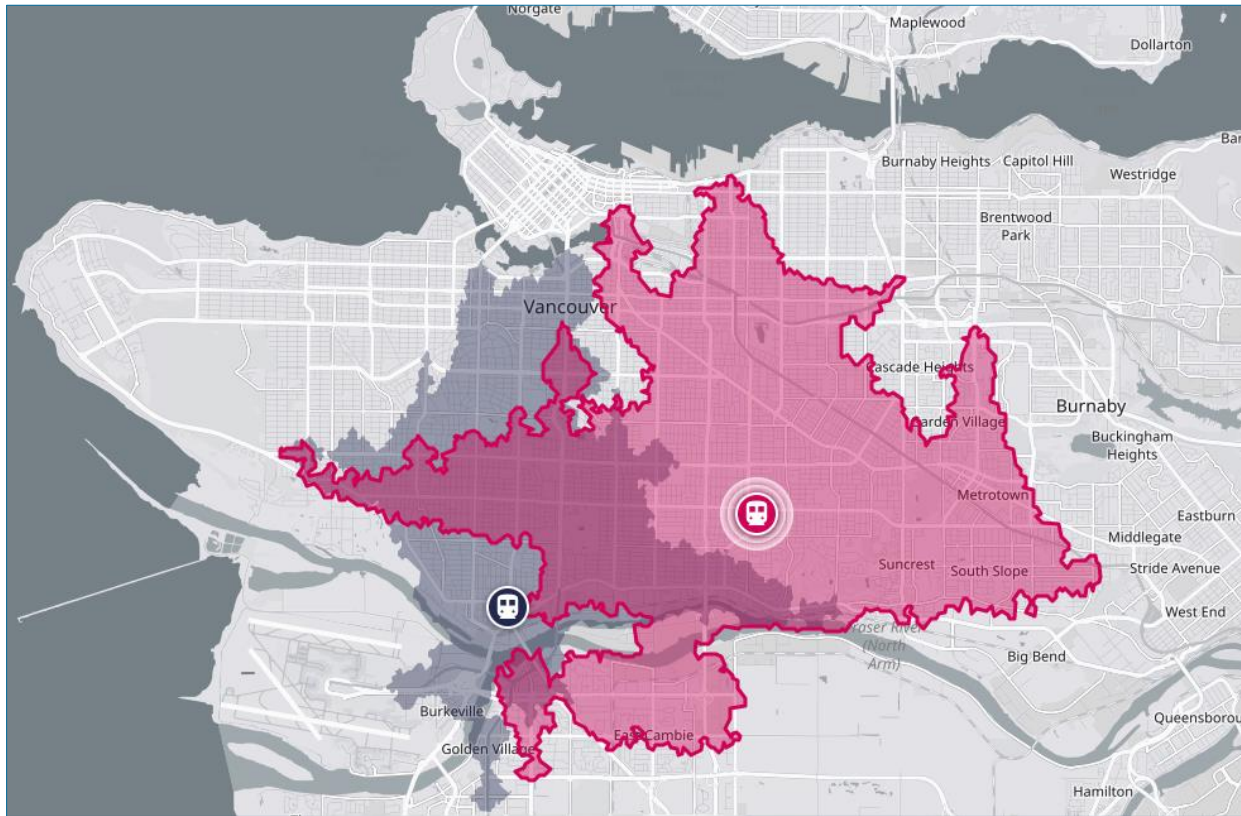 Norgate
Maplewood
Dollarton
Burnaby Heights
Capitol Hill
Westridge
Brentwood
Park
Vancouver
Cascade Heights
Burnaby
arden Village
Buckingham
Heights
Metrotown
Eastburn
Middlegate
Suncrest
South Slope
Stride Avenue
West End
raser River
(North
Arm)
Big Bend
Burkeville
Queensborou
East Cambie
Golden Village
Hamilton